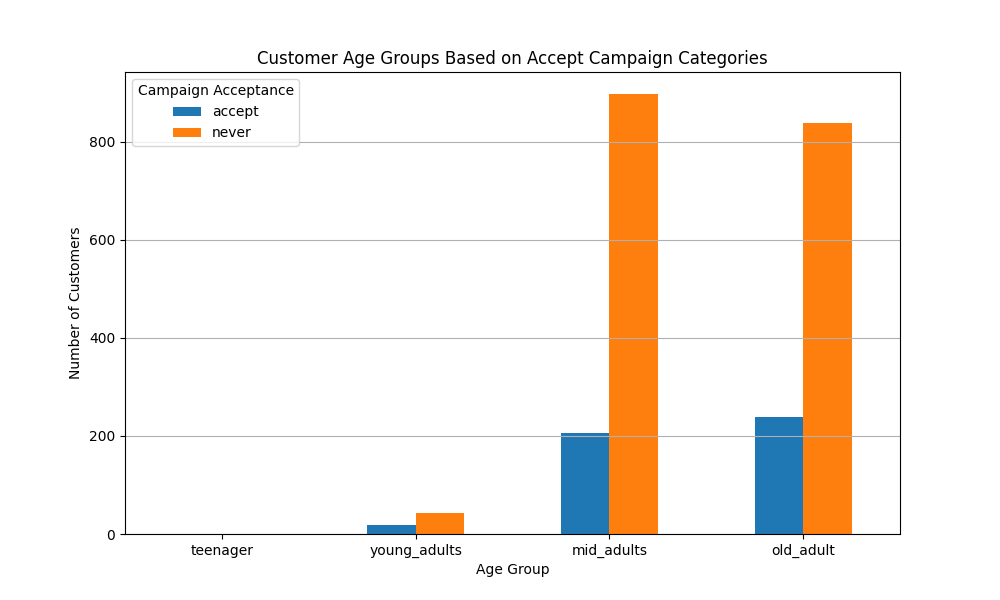 Customer Age Groups Based on Accept Campaign Categories
Campaign Acceptance
accept
never
Number of Customers
800
600
400
200
0
teenager young_adults mid_adults old_adult
Age Group